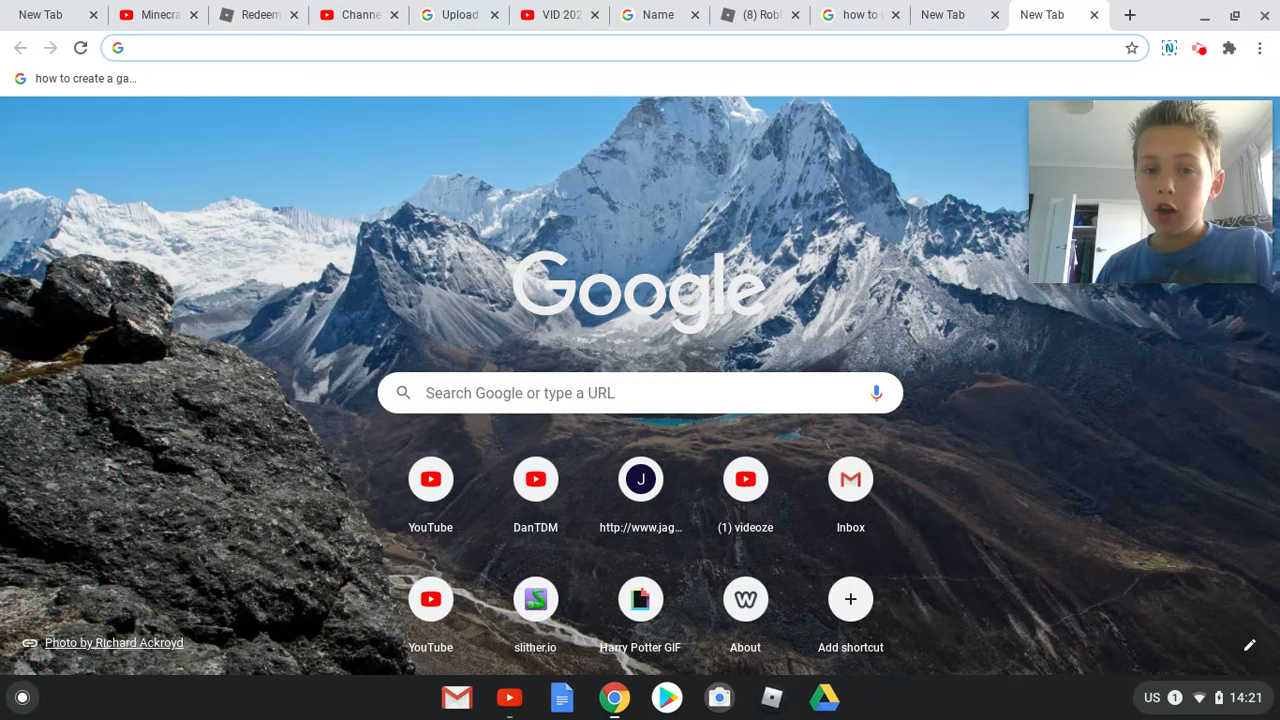 New Tab
Minecra
Redeem
Channe
Upload
VID 202
Name
(8) Robl
how to p
New Tab
New Tab
how to create a ga...
Google
Search Google or type a URL
J
YouTube
DanTDM
http://www.jag...
(1) videoze
Inbox
YouTube
slither.io
Harry Potter GIF
About
Add shortcut
Photo by Richard Ackroyd
US
1
14:21